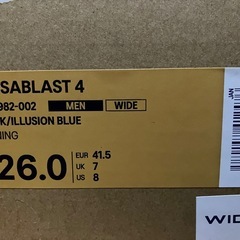 SABLAST 4
982-002 MEN WIDE
K/ILLUSION BLUE
NING
26.0
EUR 41.5
UK 7
US 8
JAN
WID